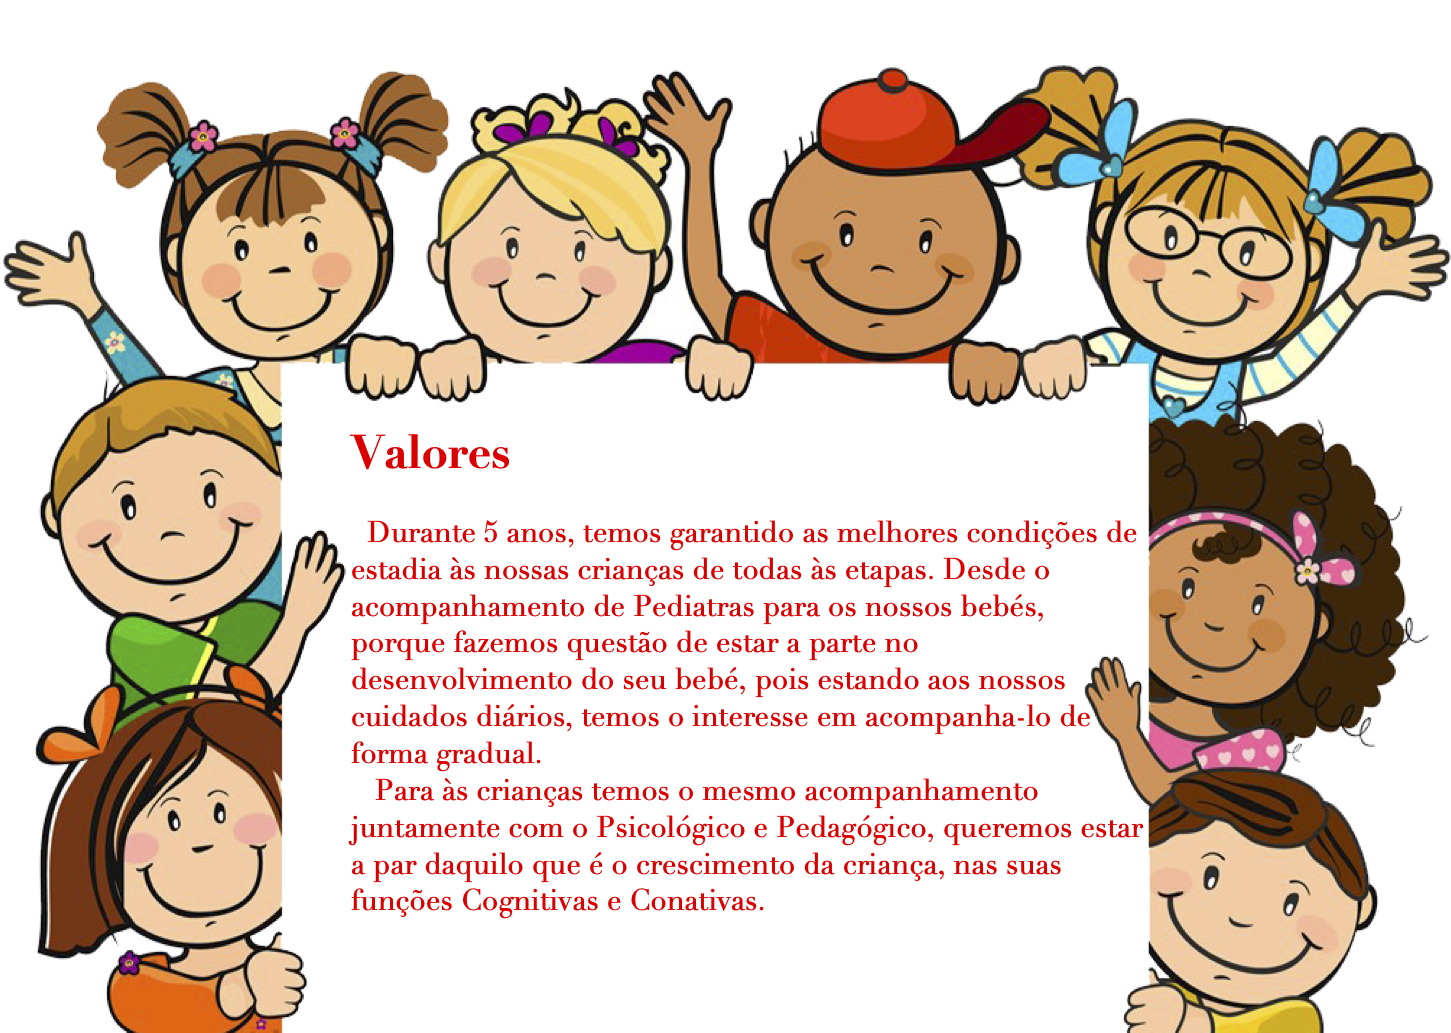 Valores
Durante 5 anos, temos garantido as melhores condições de
estadia às nossas crianças de todas às etapas. Desde o
acompanhamento de Pediatras para os nossos bebés,
porque fazemos questão de estar a parte no
desenvolvimento do seu bebé, pois estando aos nossos
cuidados diários, temos o interesse em acompanha-lo de
forma gradual.
Para às crianças temos o mesmo acompanhamento
juntamente com o Psicológico e Pedagógico, queremos estar
a par daquilo que é o crescimento da criança, nas suas
funções Cognitivas e Conativas.